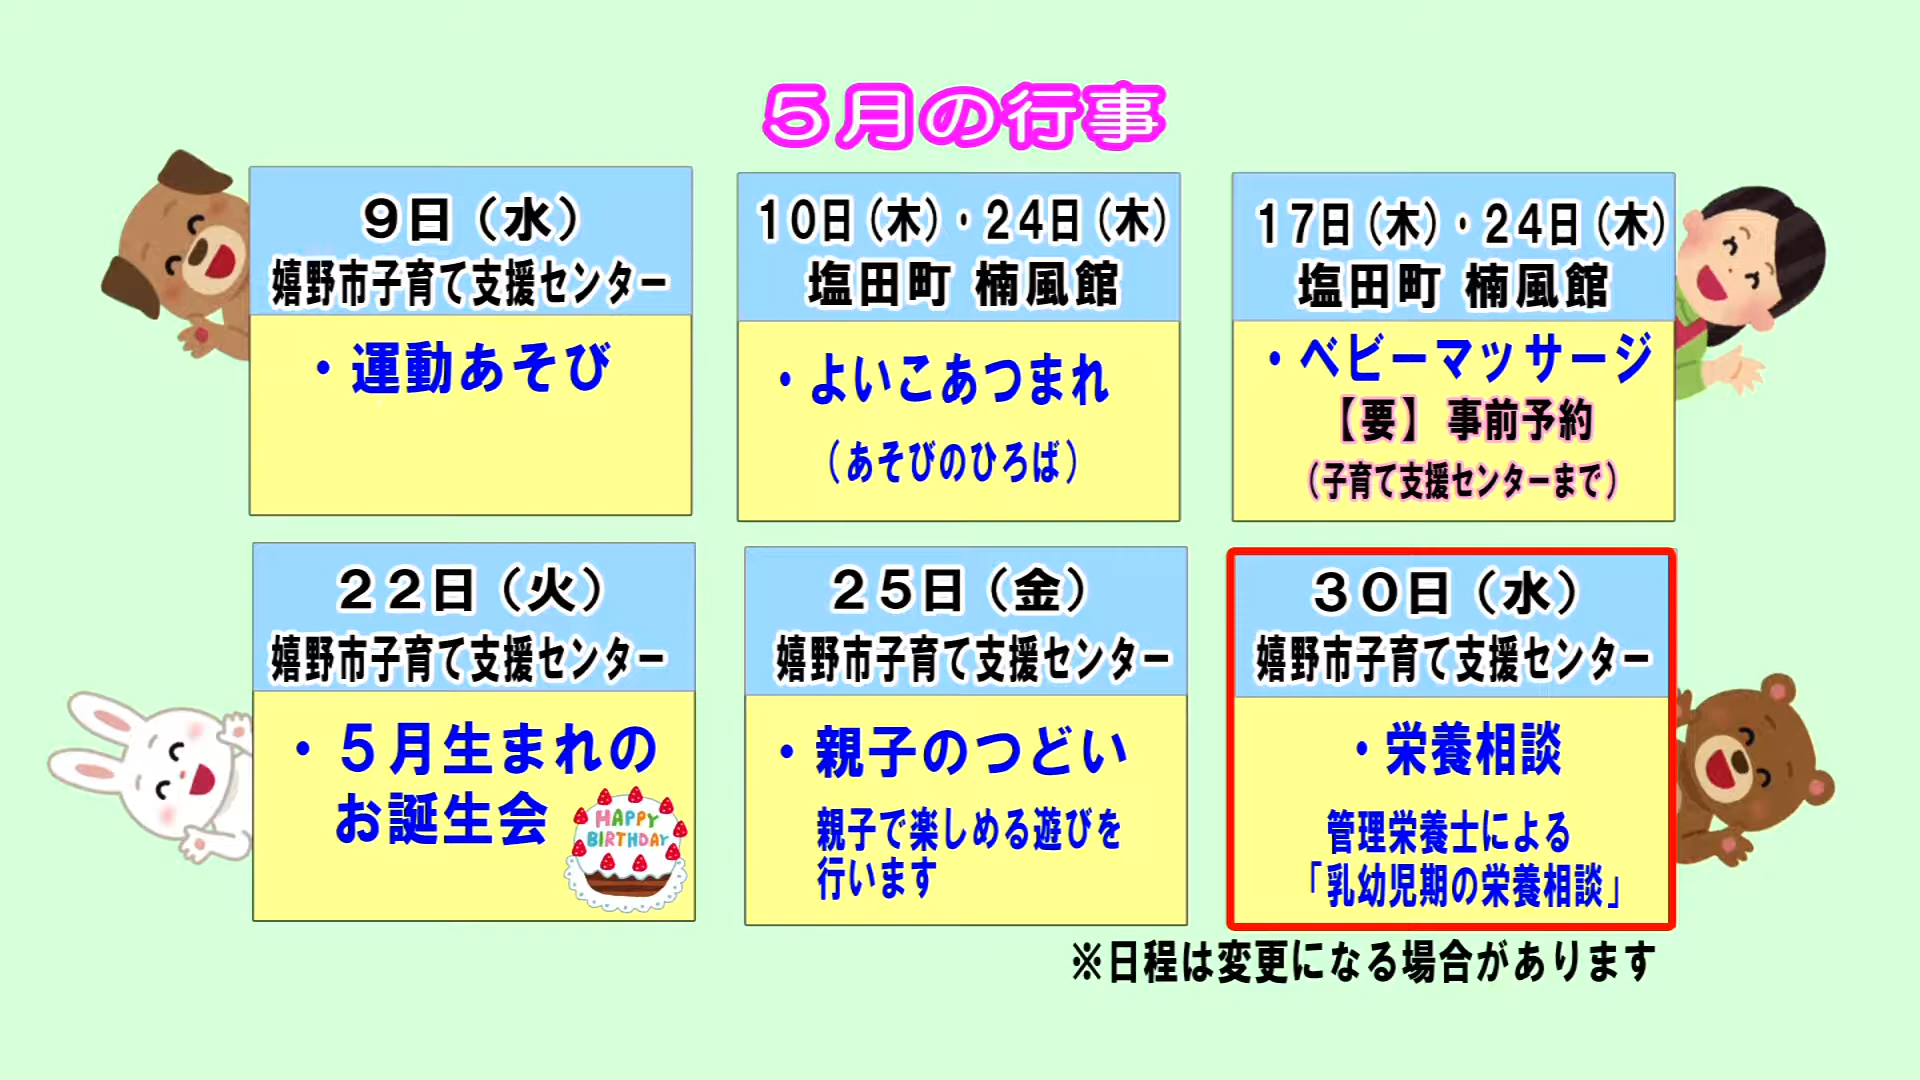 ５月の行事
９日（水）
嬉野市子育て支援センター
・運動あそび
10日（木）・24日（木）
塩田町 楠風館
・よいこあつまれ
（あそびのひろば）
17日（木）・24日（木）
塩田町 楠風館
・ベビーマッサージ
【要】 事前予約
（子育て支援センターまで）
２２日（火）
嬉野市子育て支援センター
・５月生まれの
お誕生会
HAPPY
BIRTHDAY
２５日（金）
嬉野市子育て支援センター
・親子のつどい
親子で楽しめる遊びを
行います
３０日（水）
嬉野市子育て支援センター
・栄養相談
管理栄養士による
「乳幼児期の栄養相談」
※日程は変更になる場合があります